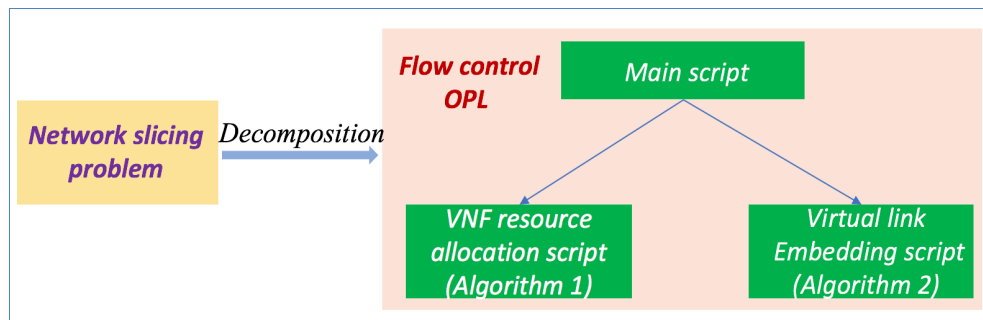 Network slicing
problem
Decomposition
Flow control
OPL
Main script
VNF resource
allocation script
(Algorithm 1)
Virtual link
Embedding script
(Algorithm 2)